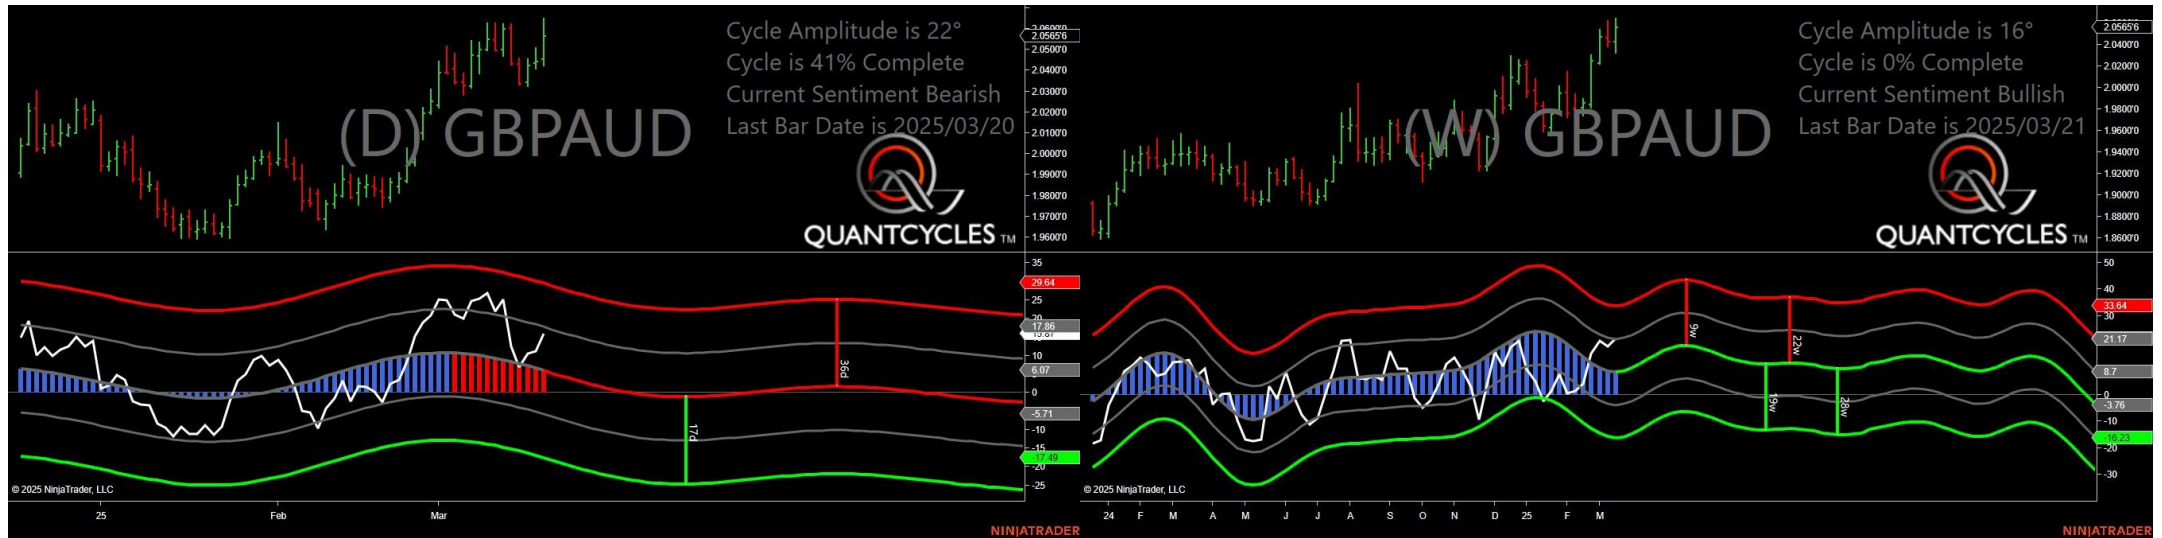 Cycle Amplitude is 22°
Cycle is 41% Complete
Current Sentiment Bearish
Last Bar Date is 2025/03/20
(D) GBPAUD
QUANTCYCLES TM
2.0600'0
2.0565'6
2.0500'0
2.0400'0
2.0300'0
2.0200'0
2.0100'0
2.0000'0
1.9900'0
1.9800'0
1.9700'0
1.9600'0
35
29.64
25
20
17.86
15.87
10
6.07
0
-5.71
-10
-15
-17.49
-20
-25
36d
17d
© 2025 NinjaTrader, LLC
25 Feb Mar
NINJATRADER
Cycle Amplitude is 16°
Cycle is 0% Complete
Current Sentiment Bullish
Last Bar Date is 2025/03/21
(W) GBPAUD
QUANTCYCLES TM
2.0565'6
2.0400'0
2.0200'0
2.0000'0
1.9800'0
1.9600'0
1.9400'0
1.9200'0
1.9000'0
1.8800'0
1.8600'0
50
40
33.64
30
21.17
8.7
0
-3.76
-10
-16.23
-20
-30
9w
22w
19w
28w
© 2025 NinjaTrader, LLC
24 F M A M J J A S O N D 25 F M
NINJATRADER